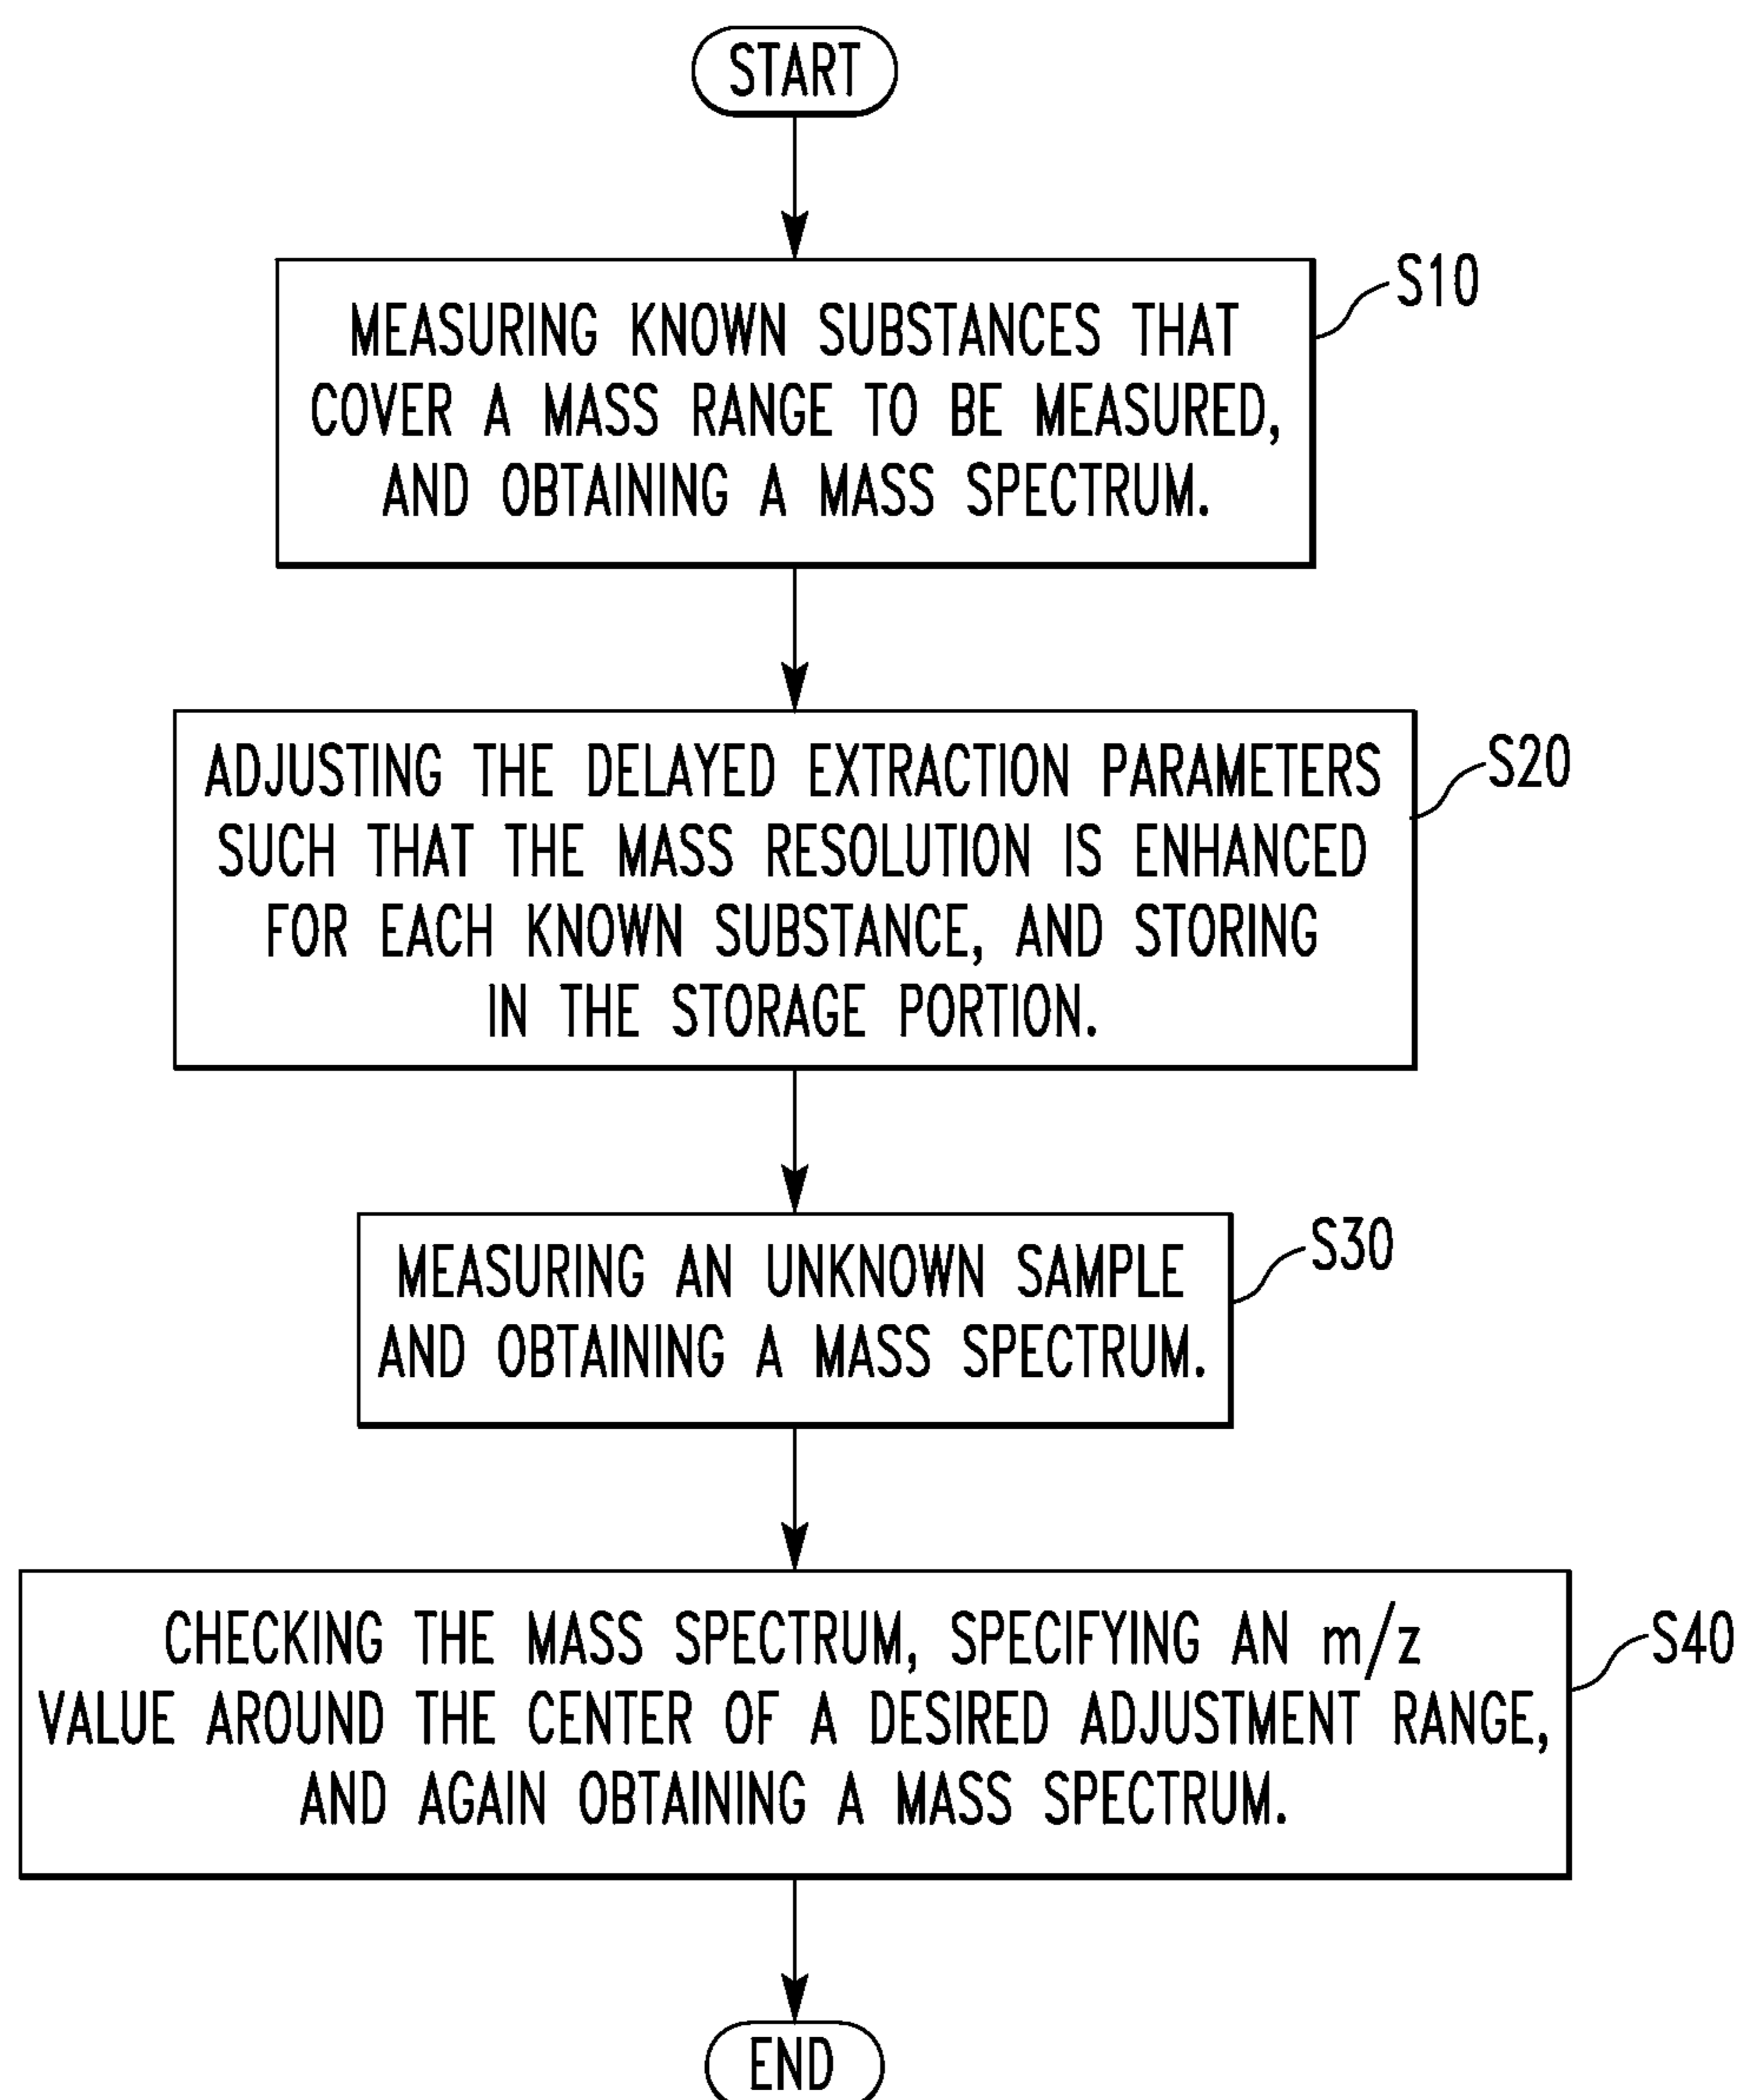 START
S10
MEASURING KNOWN SUBSTANCES THAT
COVER A MASS RANGE TO BE MEASURED,
AND OBTAINING A MASS SPECTRUM.
S20
ADJUSTING THE DELAYED EXTRACTION PARAMETERS
SUCH THAT THE MASS RESOLUTION IS ENHANCED
FOR EACH KNOWN SUBSTANCE, AND STORING
IN THE STORAGE PORTION.
S30
MEASURING AN UNKNOWN SAMPLE
AND OBTAINING A MASS SPECTRUM.
S40
CHECKING THE MASS SPECTRUM, SPECIFYING AN m/z
VALUE AROUND THE CENTER OF A DESIRED ADJUSTMENT RANGE,
AND AGAIN OBTAINING A MASS SPECTRUM.
END